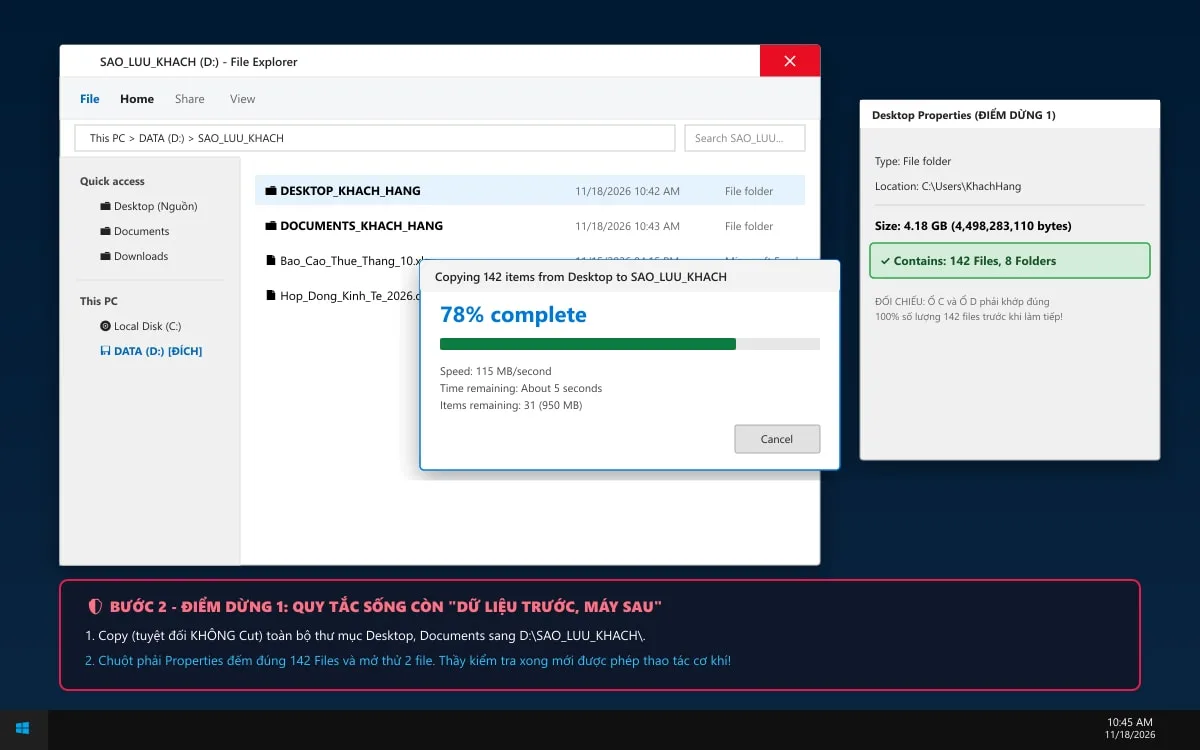 SAO_LUU_KHACH (D:) - File Explorer
File Home Share View
This PC > DATA (D:) > SAO_LUU_KHACH
Search SAO_LUU...
Quick access
Desktop (Nguồn)
Documents
Downloads
This PC
Local Disk (C:)
DATA (D:) [ĐÍCH]
DESKTOP_KHACH_HANG 11/18/2026 10:42 AM File folder
DOCUMENTS_KHACH_HANG 11/18/2026 10:43 AM File folder
Bao_Cao_Thue_Thang_10.xl
Hop_Dong_Kinh_Te_2026.
Copying 142 items from Desktop to SAO_LUU_KHACH
78% complete
Speed: 115 MB/second
Time remaining: About 5 seconds
Items remaining: 31 (950 MB)
Cancel
Desktop Properties (ĐIỂM DỪNG 1)
Type: File folder
Location: C:\Users\KhachHang
Size: 4.18 GB (4,498,283,110 bytes)
✓ Contains: 142 Files, 8 Folders
ĐỐI CHIẾU: Ổ C và Ổ D phải khớp đúng
100% số lượng 142 files trước khi làm tiếp!
BƯỚC 2 - ĐIỂM DỪNG 1: QUY TẮC SỐNG CÒN "DỮ LIỆU TRƯỚC, MÁY SAU"
1. Copy (tuyệt đối KHÔNG Cut) toàn bộ thư mục Desktop, Documents sang D:\SAO_LUU_KHACH\.
2. Chuột phải Properties đếm đúng 142 Files và mở thử 2 file. Thầy kiểm tra xong mới được phép thao tác cơ khí!
10:45 AM
11/18/2026